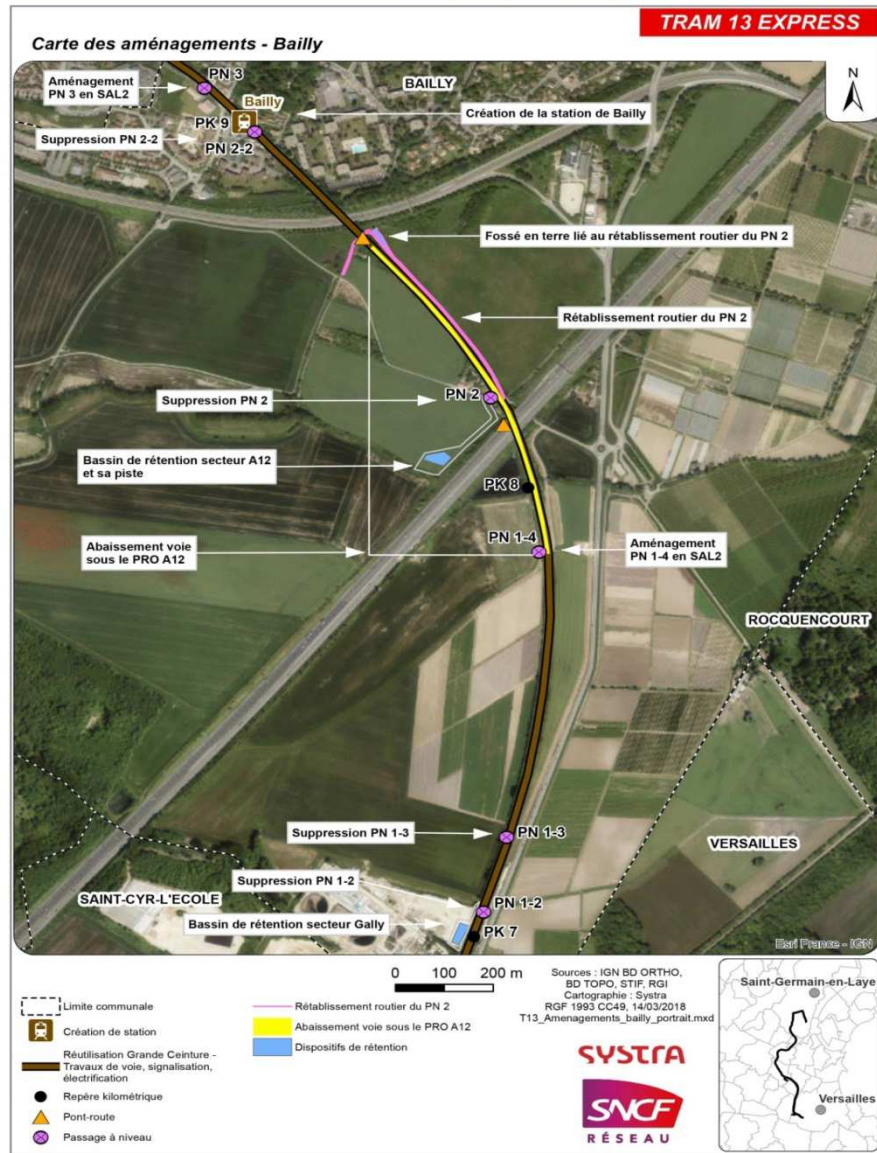 TRAM 13 EXPRESS
Carte des aménagements - Bailly
N
Aménagement
PN 3 en SAL2
PN 3
BAILLY
Bailly
PK 9
Création de la station de Bailly
Suppression PN 2-2
PN 2-2
Fossé en terre lié au rétablissement routier du PN 2
Rétablissement routier du PN 2
Suppression PN 2
PN 2
Bassin de rétention secteur A12
et sa piste
PK 8
Abaissement voie
sous le PRO A12
PN 1-4
Aménagement
PN 1-4 en SAL2
ROCQUENCOURT
Suppression PN 1-3
PN 1-3
VERSAILLES
Suppression PN 1-2
SAINT-CYR-L'ECOLE
PN 1-2
Bassin de rétention secteur Gally
PK 7
Esri France - IGN
0 100 200 m
Limite communale
Création de station
Réutilisation Grande Ceinture -
Travaux de voie, signalisation,
électrification
Repère kilométrique
Pont-route
Passage à niveau
Rétablissement routier du PN 2
Abaissement voie sous le PRO A12
Dispositifs de rétention
Sources : IGN BD ORTHO,
BD TOPO, STIF, RGI
Cartographie : Systra
RGF 1993 CC49, 14/03/2018
T13_Amenagements_bailly_portrait.mxd
SYSTRA
SNCF
RÉSEAU
Saint-Germain-en-Laye
Versailles